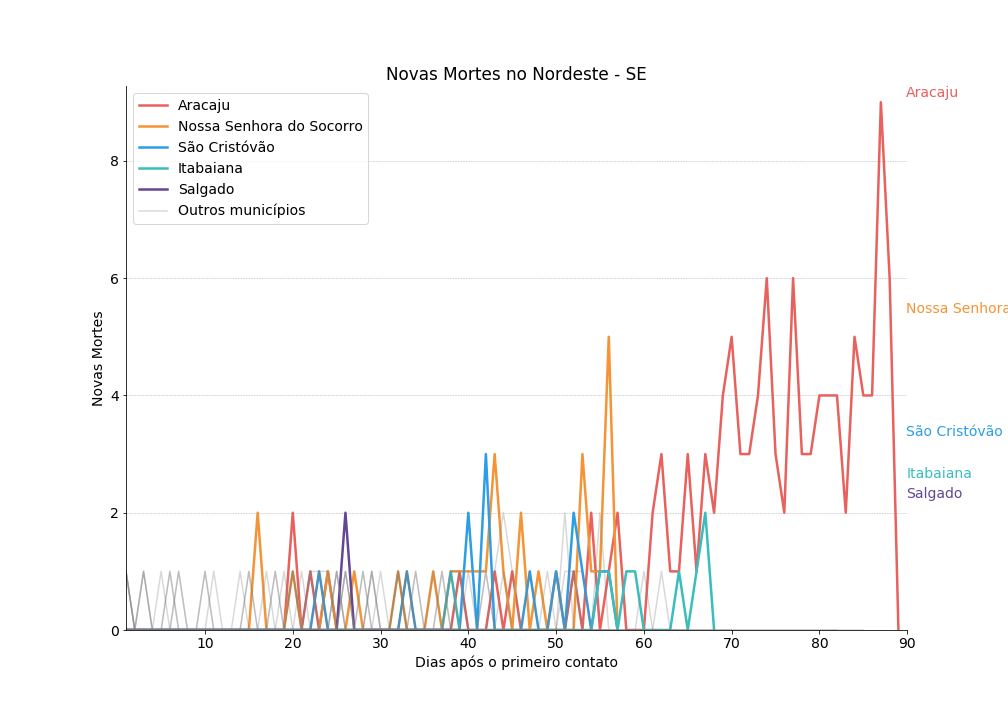 Novas Mortes no Nordeste - SE
Aracaju
Nossa Senhora do Socorro
São Cristóvão
Itabaiana
Salgado
Outros municípios
Aracaju
Nossa Senhora
São Cristóvão
Itabaiana
Salgado
8
6
4
2
0
Novas Mortes
10 20 30 40 50 60 70 80 90
Dias após o primeiro contato